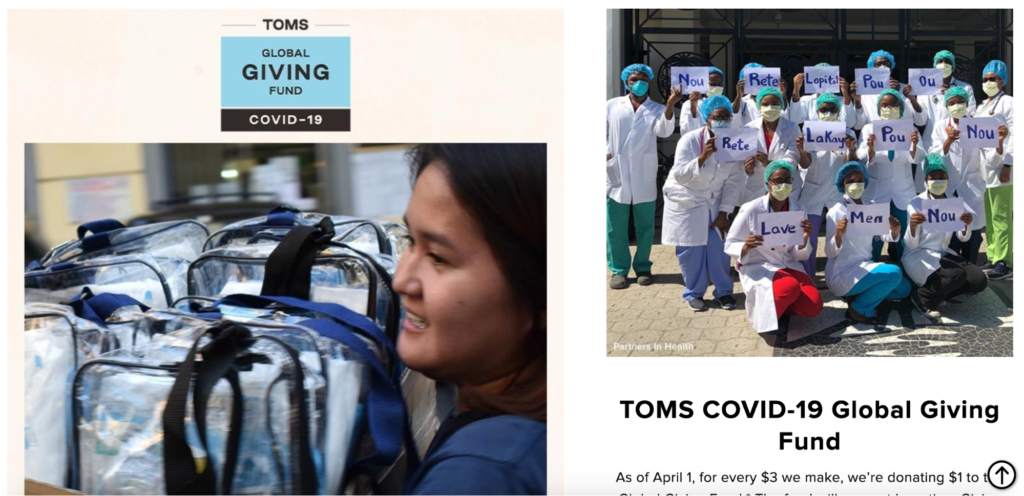 TOMS
GLOBAL
GIVING
FUND
COVID-19
Nou Rete Lopital Pou Ou
Rete LaKay Pou Nou
Lave Men Nou
Partners In Health
TOMS COVID-19 Global Giving
Fund
As of April 1, for every $3 we make, we're donating $1 to